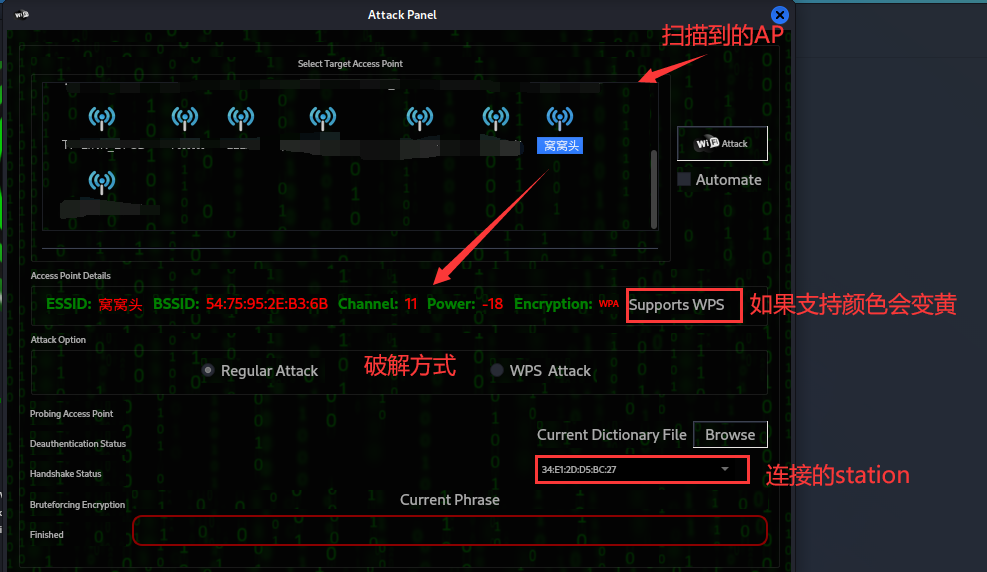 Attack Panel
扫描到的AP
Select Target Access Point
窝窝头
Attack
Automate
Access Point Details
ESSID: 窝窝头 BSSID: 54:75:95:2E:B3:6B Channel: 11 Power: -18 Encryption: WPA Supports WPS
如果支持颜色会变黄
Attack Option
Regular Attack
破解方式
WPS Attack
Probing Access Point
Current Dictionary File
Browse
Deauthentication Status
34:E1:2D:D5:BC:27
连接的station
Handshake Status
Current Phrase
Bruteforcing Encryption
Finished